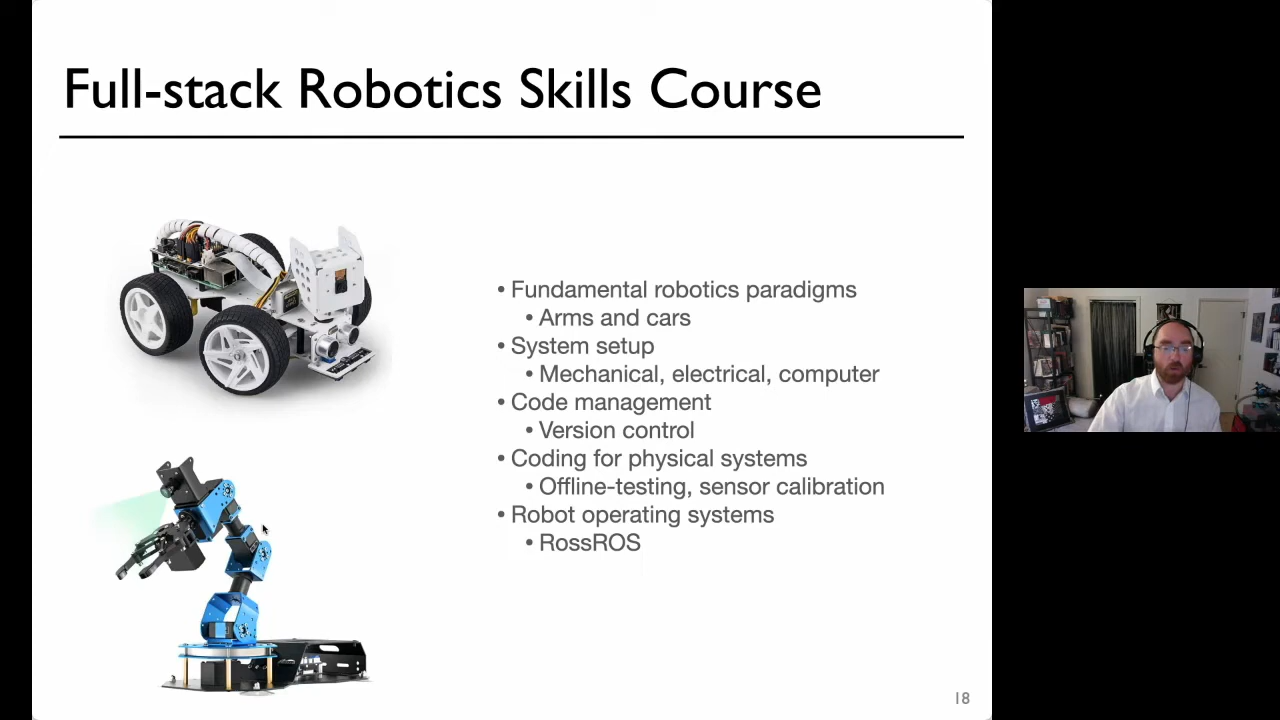 Full-stack Robotics Skills Course
• Fundamental robotics paradigms
• Arms and cars
• System setup
• Mechanical, electrical, computer
• Code management
• Version control
• Coding for physical systems
• Offline-testing, sensor calibration
• Robot operating systems
• RossROS
18